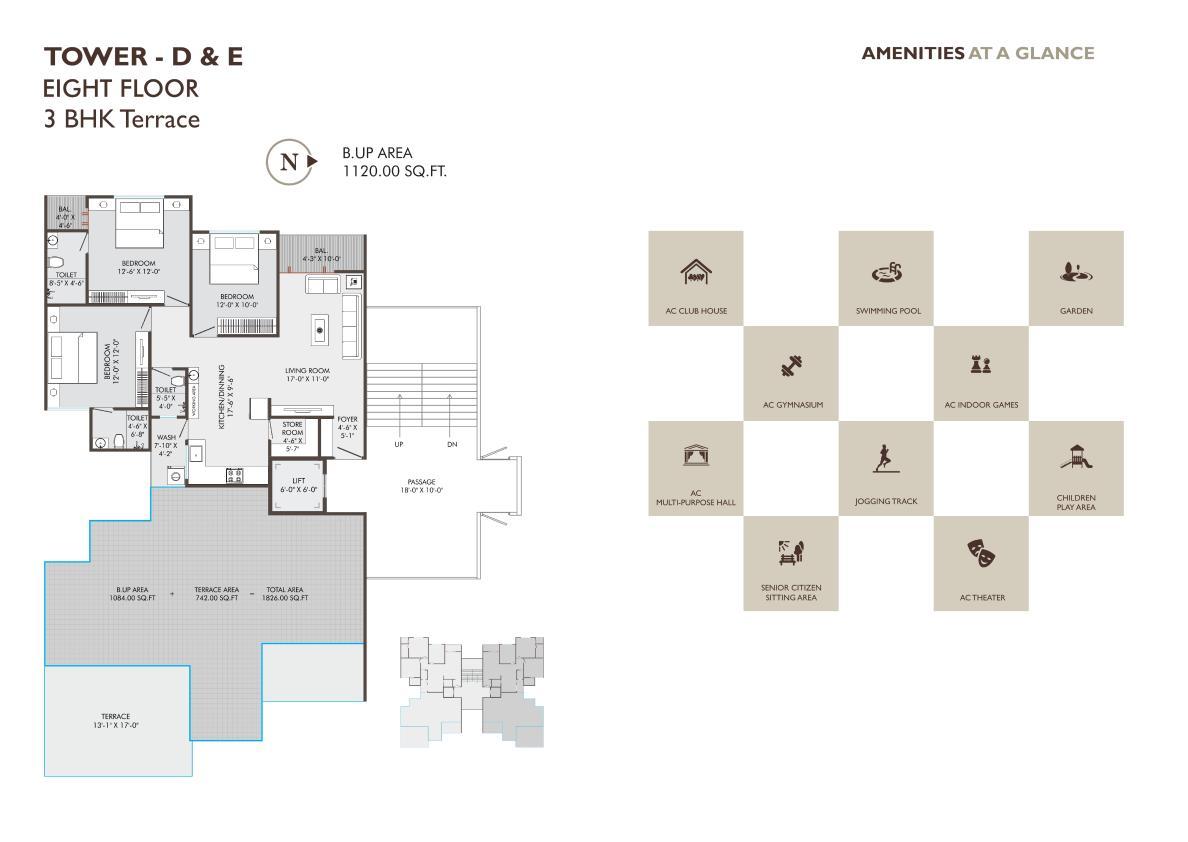 TOWER - D & E
EIGHT FLOOR
3 BHK Terrace
N
B.UP AREA
1120.00 SQ.FT.
BAL.
4'-0" X
4'-6"
BEDROOM
12'-6" X 12'-0"
TOILET
8'-5" X 4'-6"
BEDROOM
12'-0" X 10'-0"
BAL.
4'-3" X 10'-0"
BEDROOM
12'-0" X 12'-0"
LIVING ROOM
17'-0" X 11'-0"
TOILET
5'-5" X
4'-0"
KITCHEN/DINNING
17'-6" X 9'-6"
TOILET
4'-6" X
6'-8"
WASH
7'-10" X
4'-2"
STORE
ROOM
4'-6" X
5'-7"
FOYER
4'-6" X
5'-1"
UP
DN
LIFT
6'-0" X 6'-0"
PASSAGE
18'-0" X 10'-0"
B.UP AREA + TERRACE AREA = TOTAL AREA
1084.00 SQ.FT 742.00 SQ.FT 1826.00 SQ.FT
TERRACE
13'-1" X 17'-0"
AMENITIES AT A GLANCE
AC CLUB HOUSE
SWIMMING POOL
GARDEN
AC GYMNASIUM
AC INDOOR GAMES
AC
MULTI-PURPOSE HALL
JOGGING TRACK
CHILDREN
PLAY AREA
SENIOR CITIZEN
SITTING AREA
AC THEATER